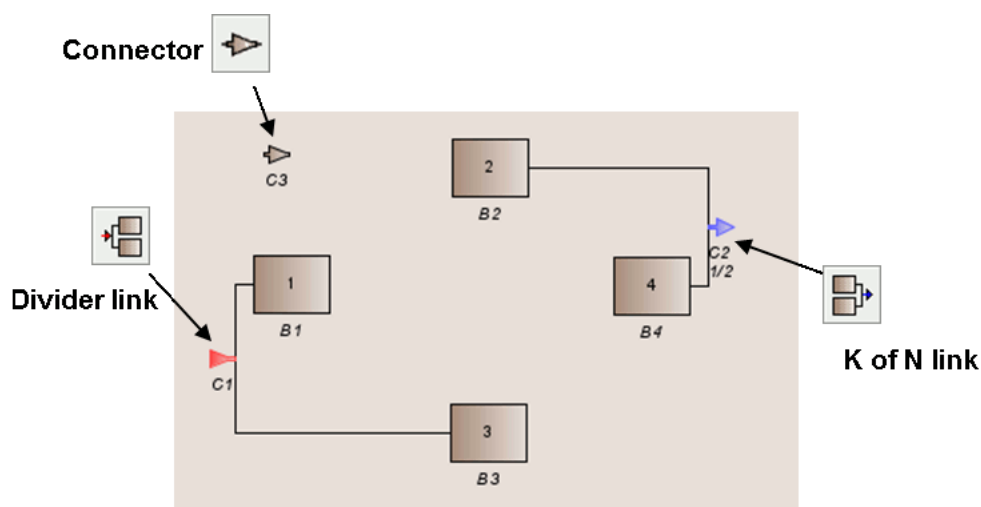 Connector
C3
2
B2
C2
1/2
1
B1
4
B4
Divider link
C1
K of N link
3
B3